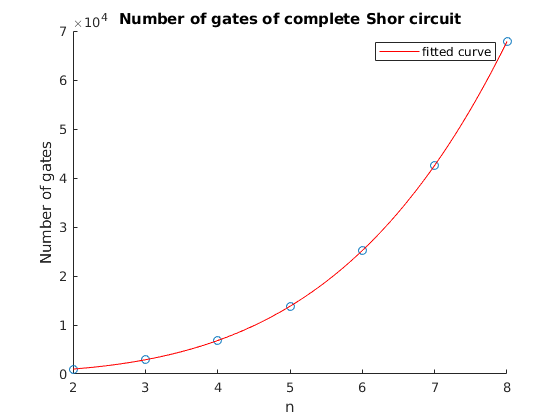 Number of gates of complete Shor circuit
×10⁴
7
6
5
4
3
2
1
0
Number of gates
fitted curve
2 3 4 5 6 7 8
n